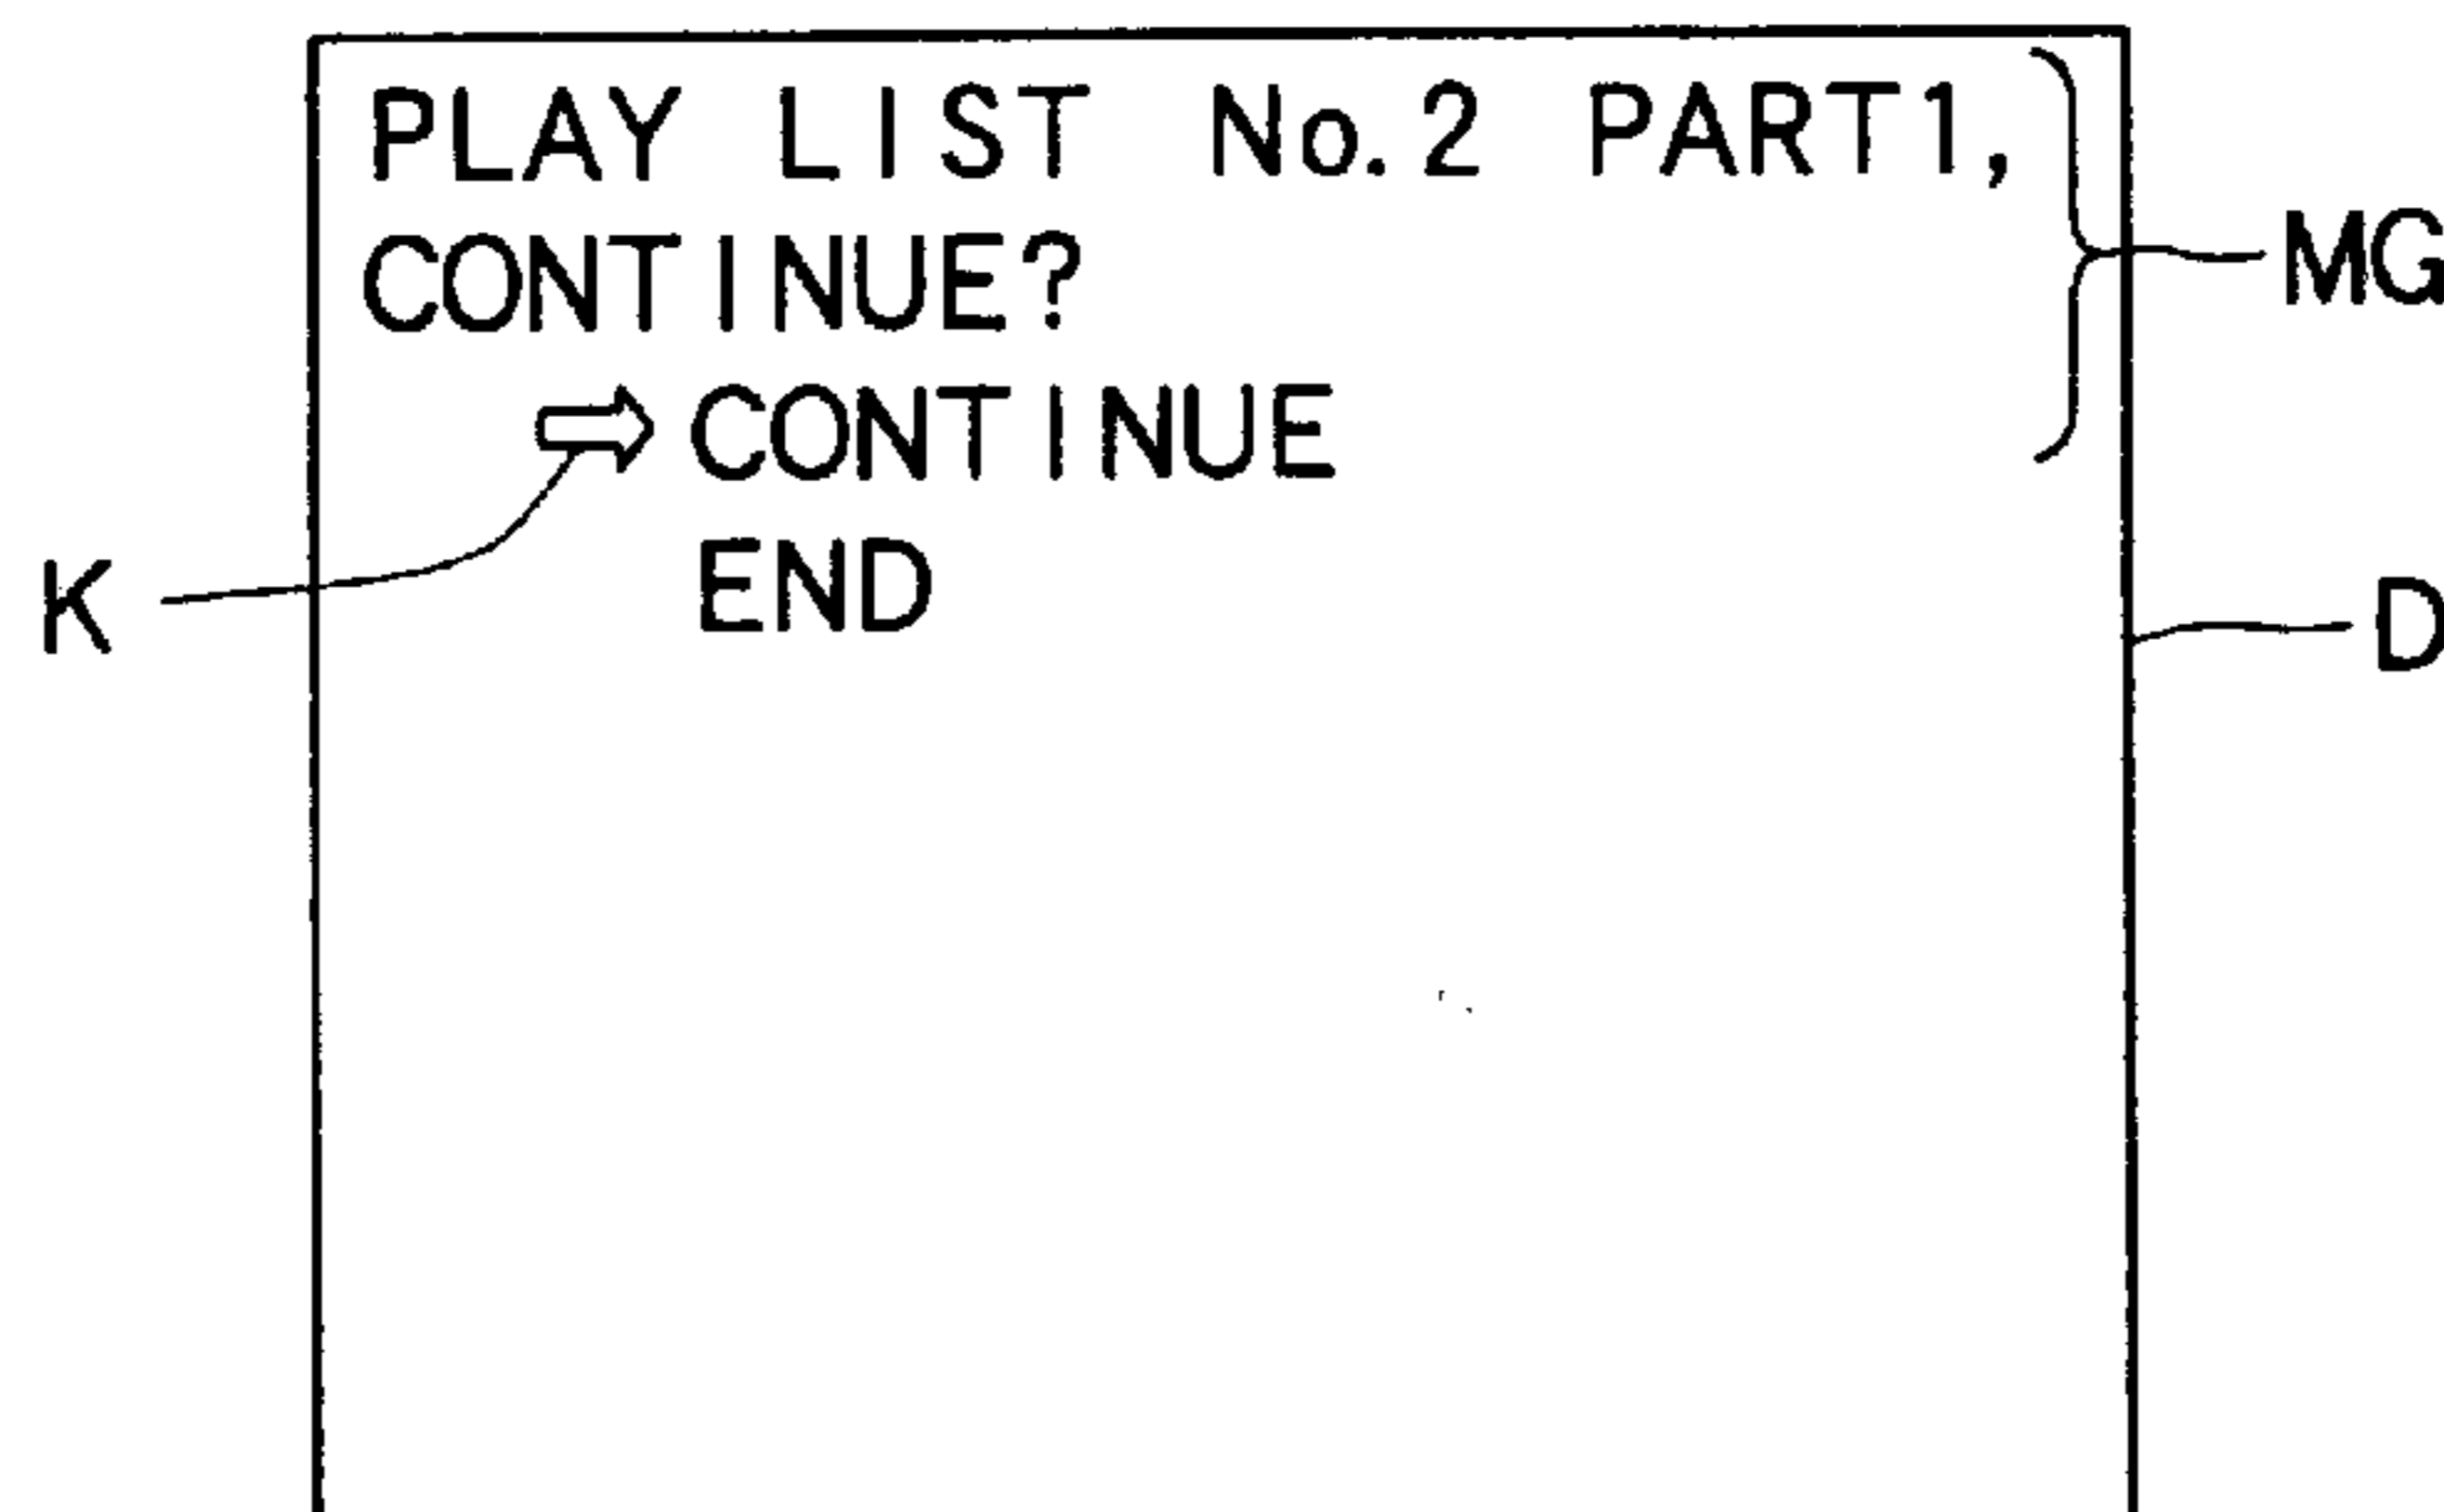 PLAY LIST No.2 PART1,
CONTINUE?
MG
⇨ CONTINUE
END
K
D